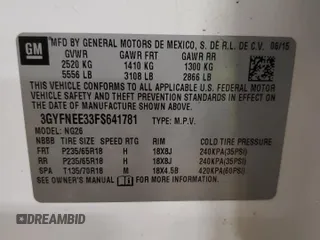 GM
MFD BY GENERAL MOTORS DE MEXICO, S. DE R.L. DE C.V. 06/15
GVWR GAWR FRT GAWR RR
2520 KG 1410 KG 1300 KG
5556 LB 3108 LB 2866 LB
THIS VEHICLE CONFORMS TO ALL APPLICABLE U.S. FEDERAL MOTOR VEHICLE SAFETY AND THEFT PREVENTION STANDARDS IN EFFECT ON THE DATE OF MANUFACTURE SHOWN ABOVE.
3GYFNEE33FS641781 TYPE: M.P.V.
MODEL: NG26
NBBB TIRE SIZE SPEED RTG RIM COLD TIRE PRESSURE
FRT P235/65R18 H 18X8J 240KPA(35PSI)
RR P235/65R18 H 18X8J 240KPA(35PSI)
SPA T135/70R18 M 18X4.5B 420KPA(60PSI)
SEE OWNER'S MANUAL FOR ADDITIONAL INFORMATION
DREAMBID